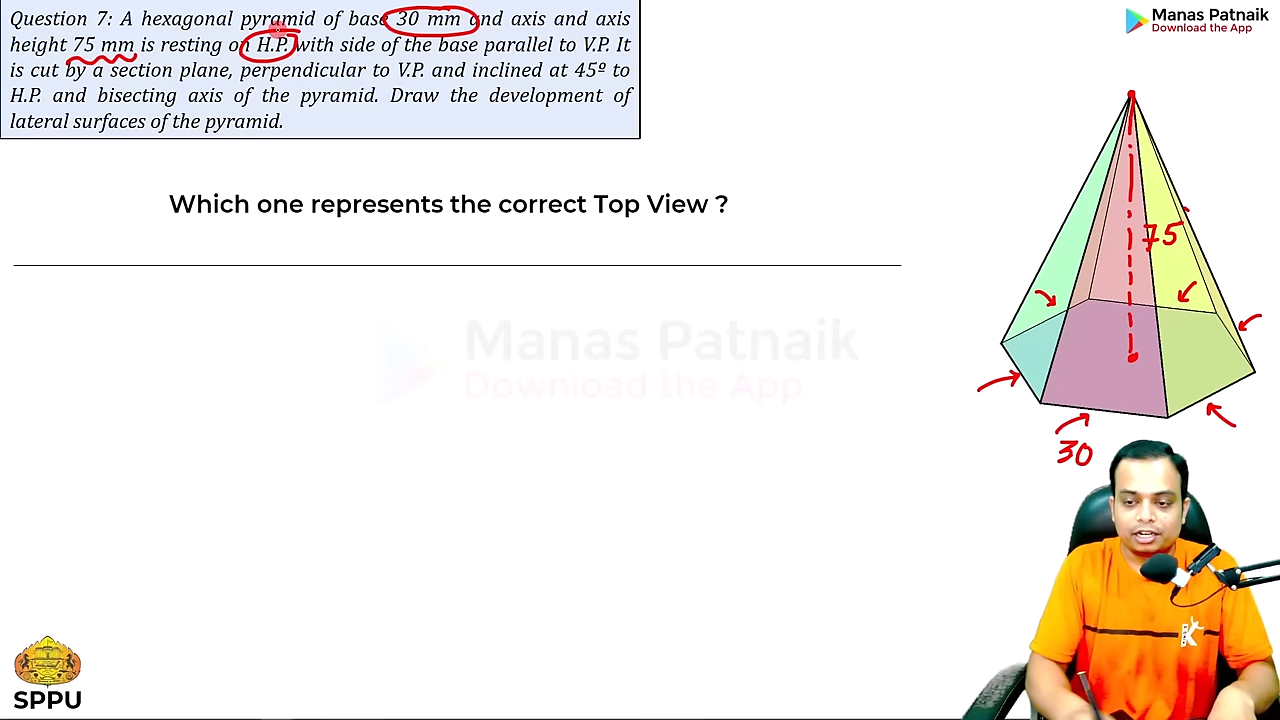 Question 7: A hexagonal pyramid of base 30 mm and axis and axis
height 75 mm is resting on H.P. with side of the base parallel to V.P. It
is cut by a section plane, perpendicular to V.P. and inclined at 45º to
H.P. and bisecting axis of the pyramid. Draw the development of
lateral surfaces of the pyramid.
Manas Patnaik
Download the App
Which one represents the correct Top View ?
75
Manas Patnaik
Download the App
30
SPPU